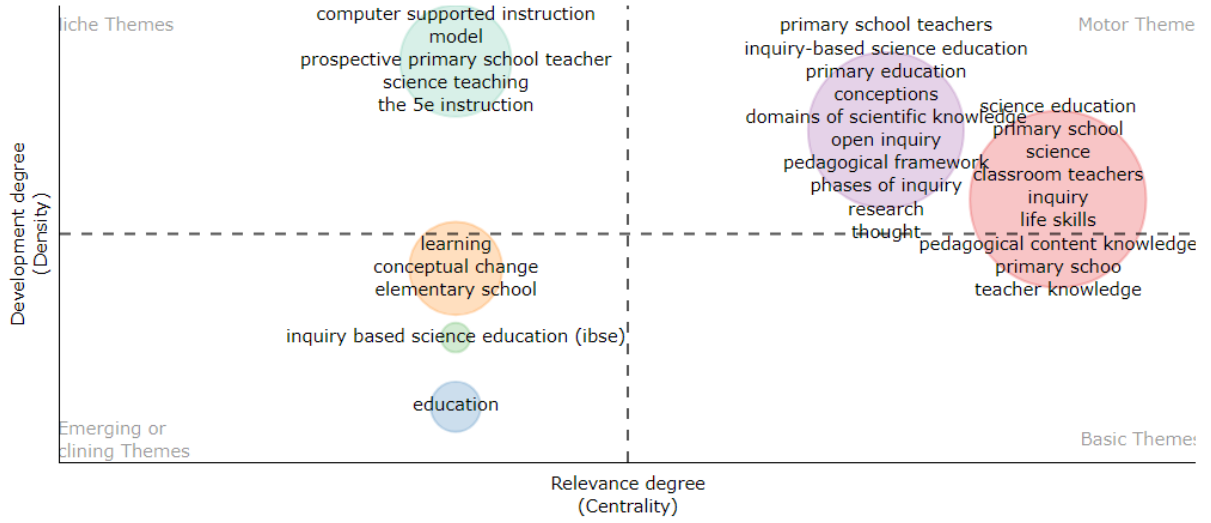 liche Themes
computer supported instruction
model
prospective primary school teacher
science teaching
the 5e instruction
primary school teachers
inquiry-based science education
primary education
conceptions
domains of scientific knowledge
open inquiry
pedagogical framework
phases of inquiry
research
thought
Motor Theme
science education
primary school
science
classroom teachers
inquiry
life skills
pedagogical content knowledge
primary schoo
teacher knowledge
learning
conceptual change
elementary school
inquiry based science education (ibse)
education
Emerging or
clining Themes
Basic Themes
Development degree
(Density)
Relevance degree
(Centrality)